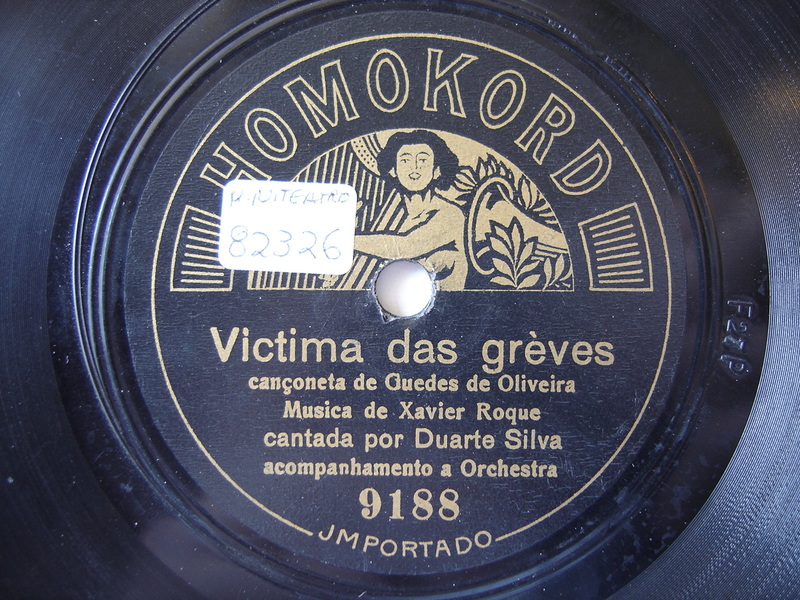 HOMOKORD
82326
Victima das grèves
cançoneta de Guedes de Oliveira
Musica de Xavier Roque
cantada por Duarte Silva
acompanhamento a Orchestra
9188
JMPORTADO